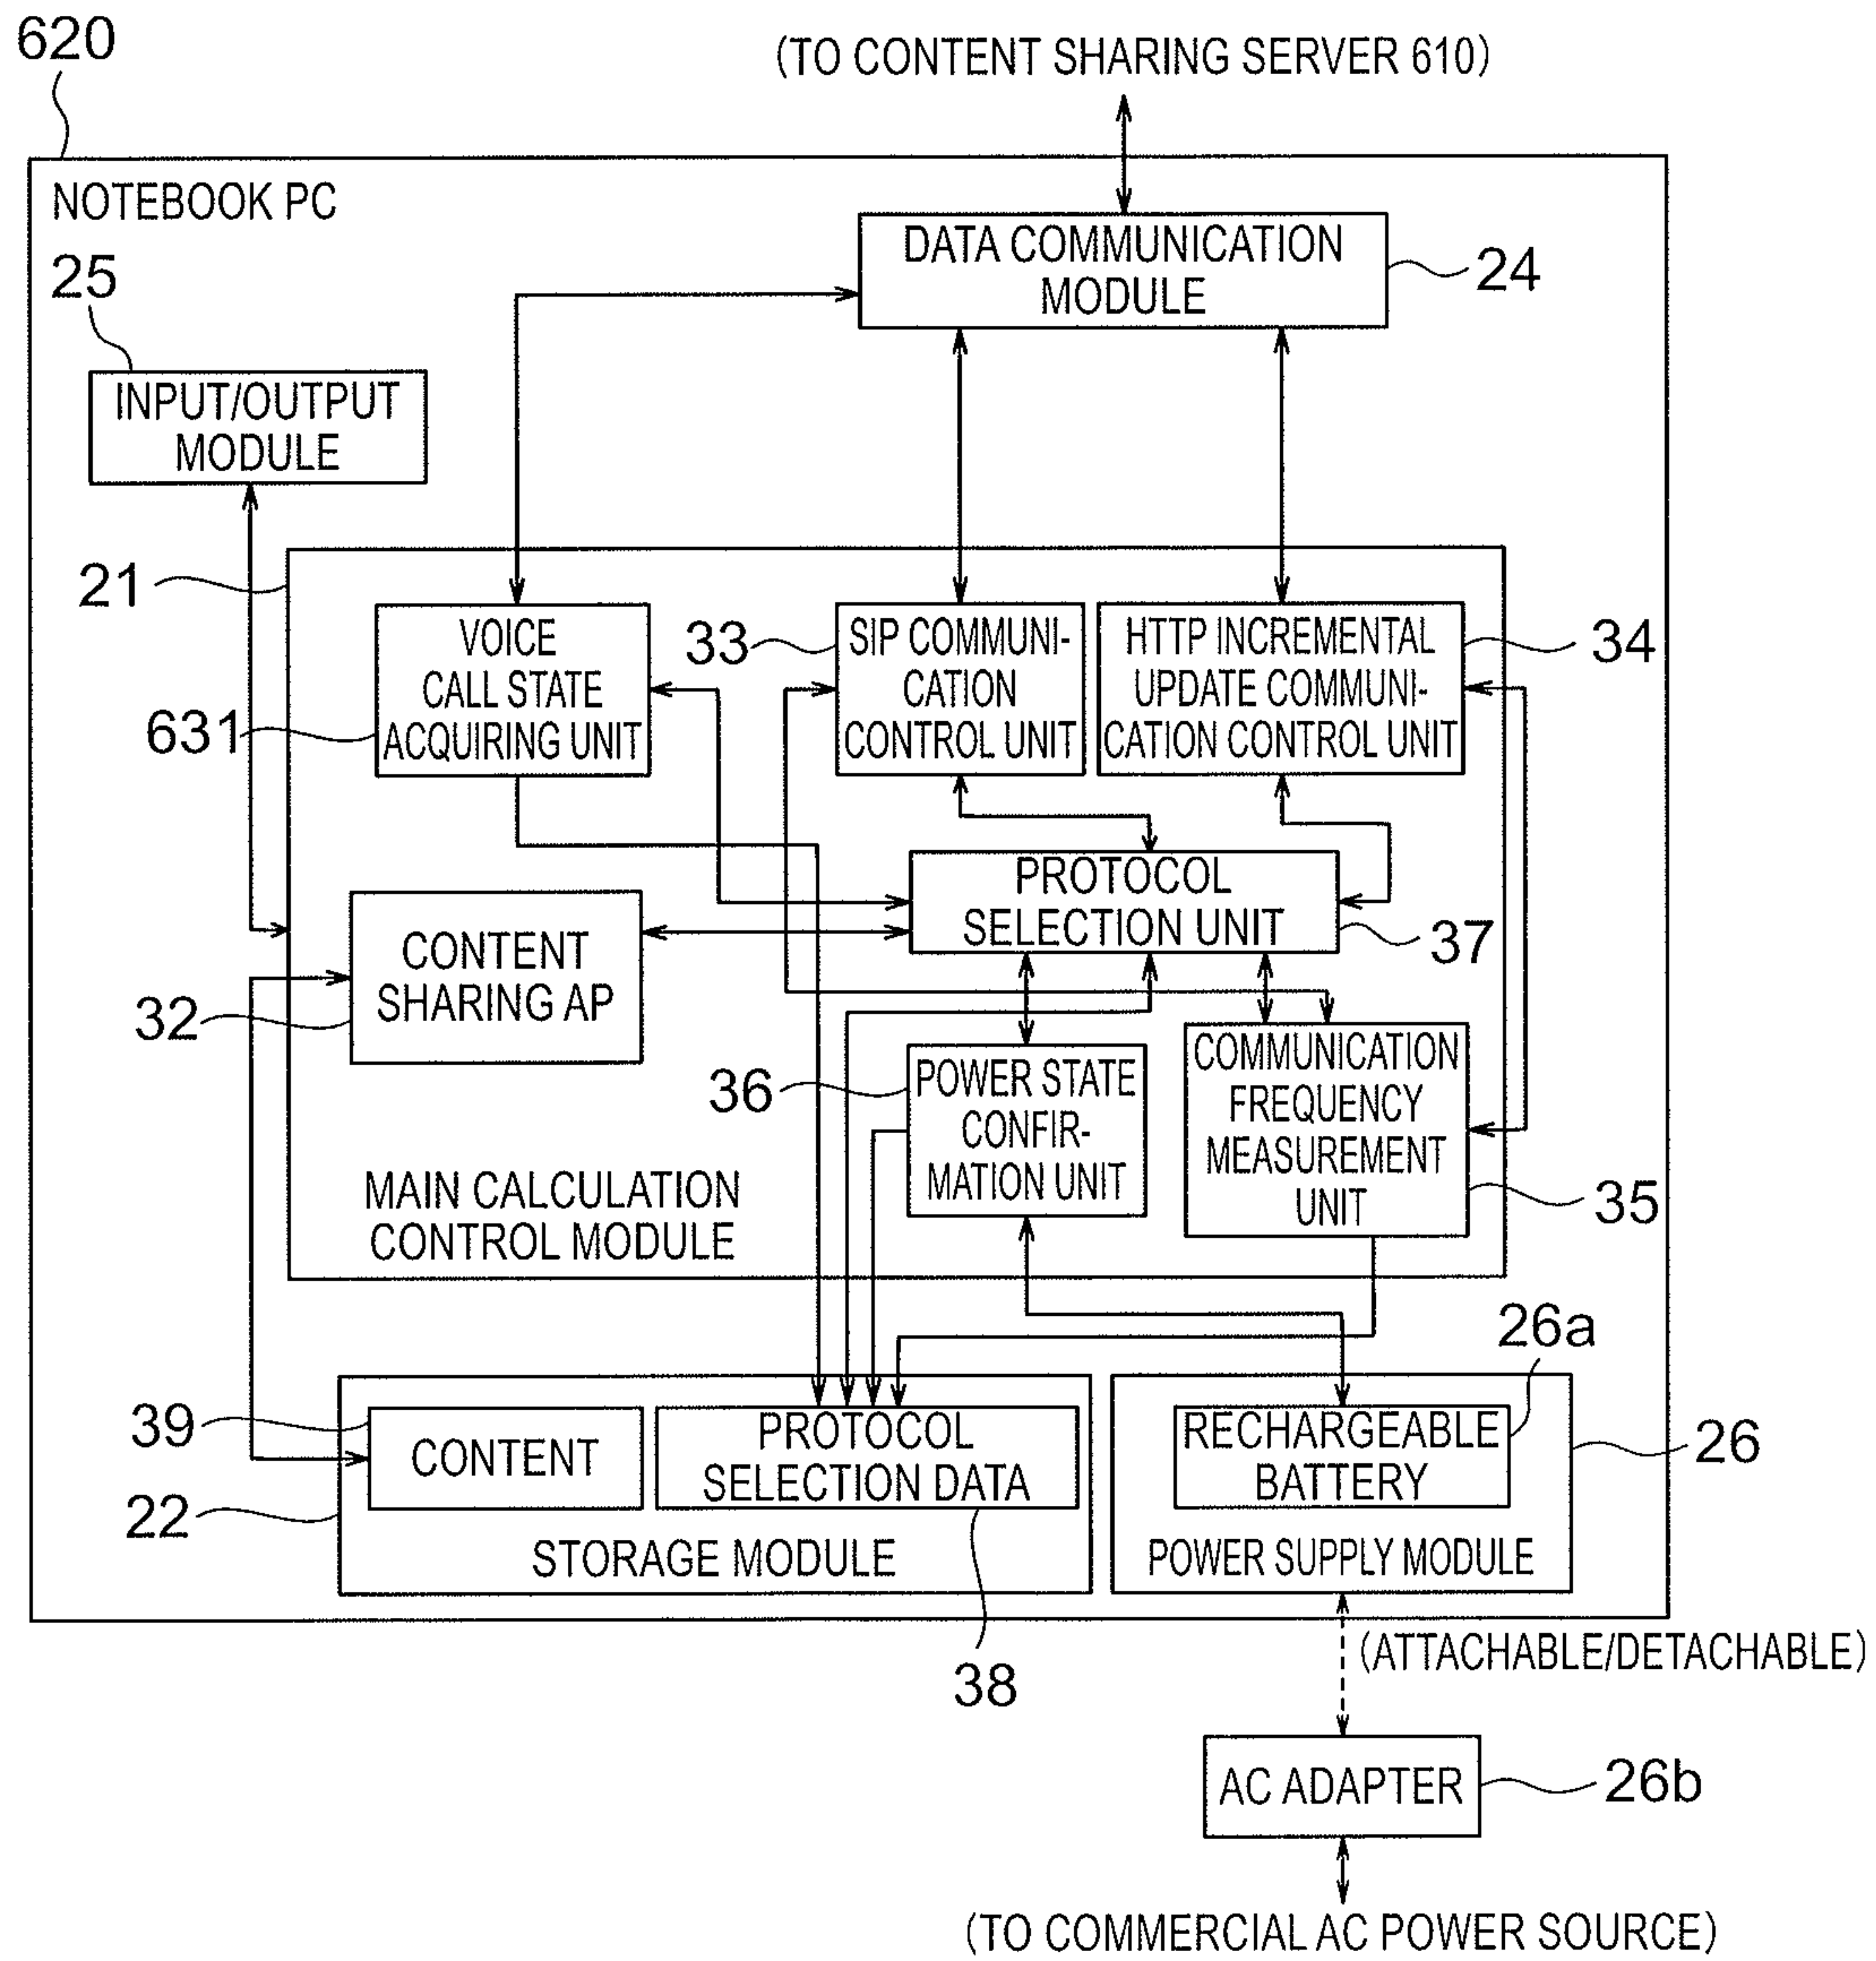 620
(TO CONTENT SHARING SERVER 610)
NOTEBOOK PC
DATA COMMUNICATION
MODULE
24
25
INPUT/OUTPUT
MODULE
21
VOICE
CALL STATE
ACQUIRING UNIT
631
33
SIP COMMUNI-
CATION
CONTROL UNIT
HTTP INCREMENTAL
UPDATE COMMUNI-
CATION CONTROL UNIT
34
PROTOCOL
SELECTION UNIT
37
CONTENT
SHARING AP
32
36
POWER STATE
CONFIR-
MATION UNIT
COMMUNICATION
FREQUENCY
MEASUREMENT
UNIT
35
MAIN CALCULATION
CONTROL MODULE
26a
39
CONTENT
PROTOCOL
SELECTION DATA
RECHARGEABLE
BATTERY
26
22
STORAGE MODULE
POWER SUPPLY MODULE
38
(ATTACHABLE/DETACHABLE)
AC ADAPTER
26b
(TO COMMERCIAL AC POWER SOURCE)